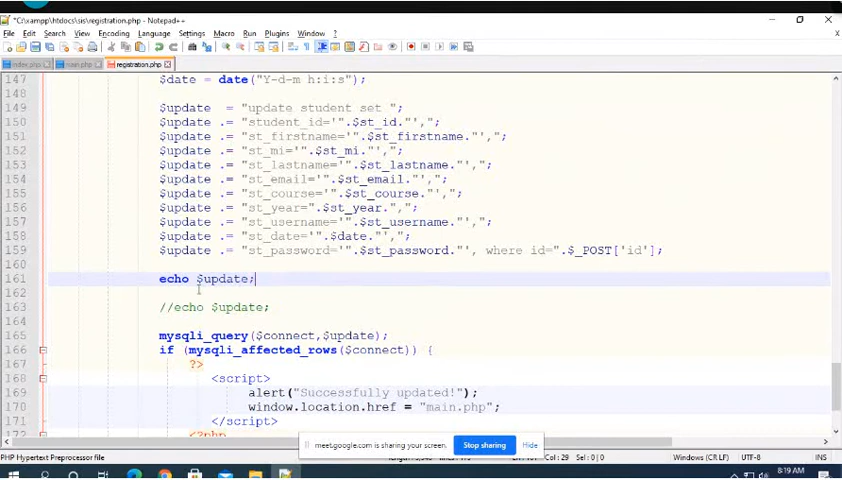 *C:\xampp\htdocs\sis\registration.php - Notepad++
File Edit Search View Encoding Language Settings Macro Run Plugins Window ?
index.php main.php registration.php
147 $date = date("Y-d-m h:i:s");
148
149 $update = "update student set ";
150 $update .= "student_id='".$st_id."',";
151 $update .= "st_firstname='".$st_firstname."',";
152 $update .= "st_mi='".$st_mi."',";
153 $update .= "st_lastname='".$st_lastname."',";
154 $update .= "st_email='".$st_email."',";
155 $update .= "st_course='".$st_course."',";
156 $update .= "st_year=".$st_year.",";
157 $update .= "st_username='".$st_username."',";
158 $update .= "st_date='".$date."',";
159 $update .= "st_password='".$st_password."', where id=".$_POST['id'];
160
161 echo $update;
162
163 //echo $update;
164
165 mysqli_query($connect,$update);
166 if (mysqli_affected_rows($connect)) {
167 ?>
168 <script>
169 alert("Successfully updated!");
170 window.location.href = "main.php";
171 </script>
172 <?php
meet.google.com is sharing your screen. Stop sharing Hide
Col : 29 Sel : 0 | 0 Windows (CR LF) UTF-8 INS
PHP Hypertext Preprocessor file
8:19 AM